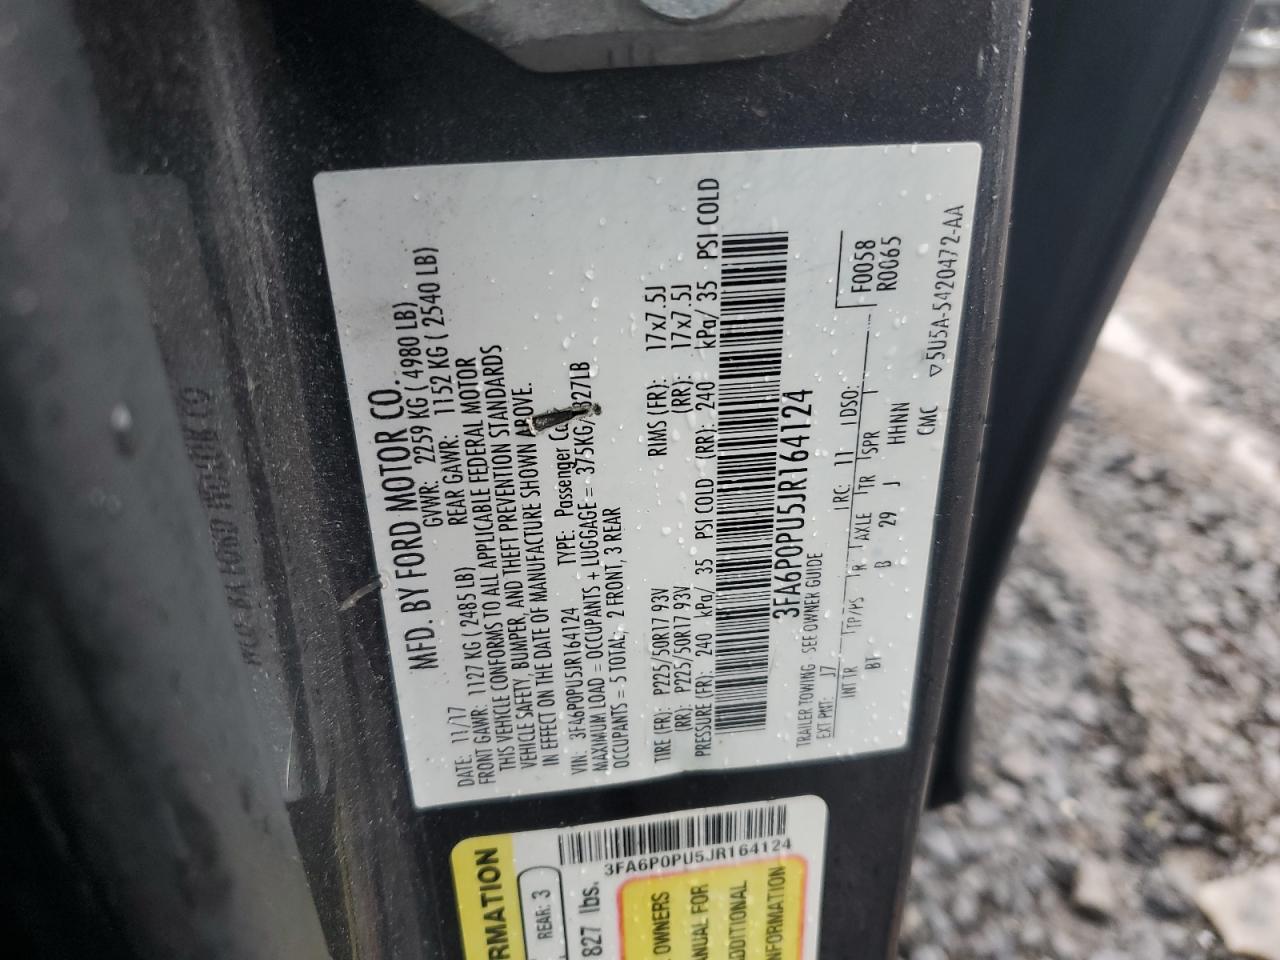 MFD. BY FORD MOTOR CO.
DATE: 11/17 GVWR: 2259 KG ( 4980 LB)
FRONT GAWR: 1127 KG ( 2485 LB) REAR GAWR: 1152 KG ( 2540 LB)
THIS VEHICLE CONFORMS TO ALL APPLICABLE FEDERAL MOTOR
VEHICLE SAFETY, BUMPER, AND THEFT PREVENTION STANDARDS
IN EFFECT ON THE DATE OF MANUFACTURE SHOWN ABOVE.
VIN: 3FA6P0PU5JR164124 TYPE: Passenger
MAXIMUM LOAD = OCCUPANTS + LUGGAGE = 375KG/ 827LB
OCCUPANTS = 5 TOTAL, 2 FRONT, 3 REAR
TIRE (FR): P225/50R17 93V RIMS (FR): 17x7.5J
(RR): P225/50R17 93V (RR): 17x7.5J
PRESSURE (FR): 240 kPa/ 35 PSI COLD (RR): 240 kPa/ 35 PSI COLD
3FA6P0PU5JR164124
TRAILER TOWING SEE OWNER GUIDE F0058
EXT PNT: J7 RC: 11 DSO: R0065
INT TR TP/PS R AXLE TR SPR
BT B 29 J HHNN
CMC
▽5U5A-5420472-AA
3FA6P0PU5JR164124
RMATION
REAR: 3
827 lbs.
OWNERS
ANUAL FOR
DDITIONAL
NFORMATION